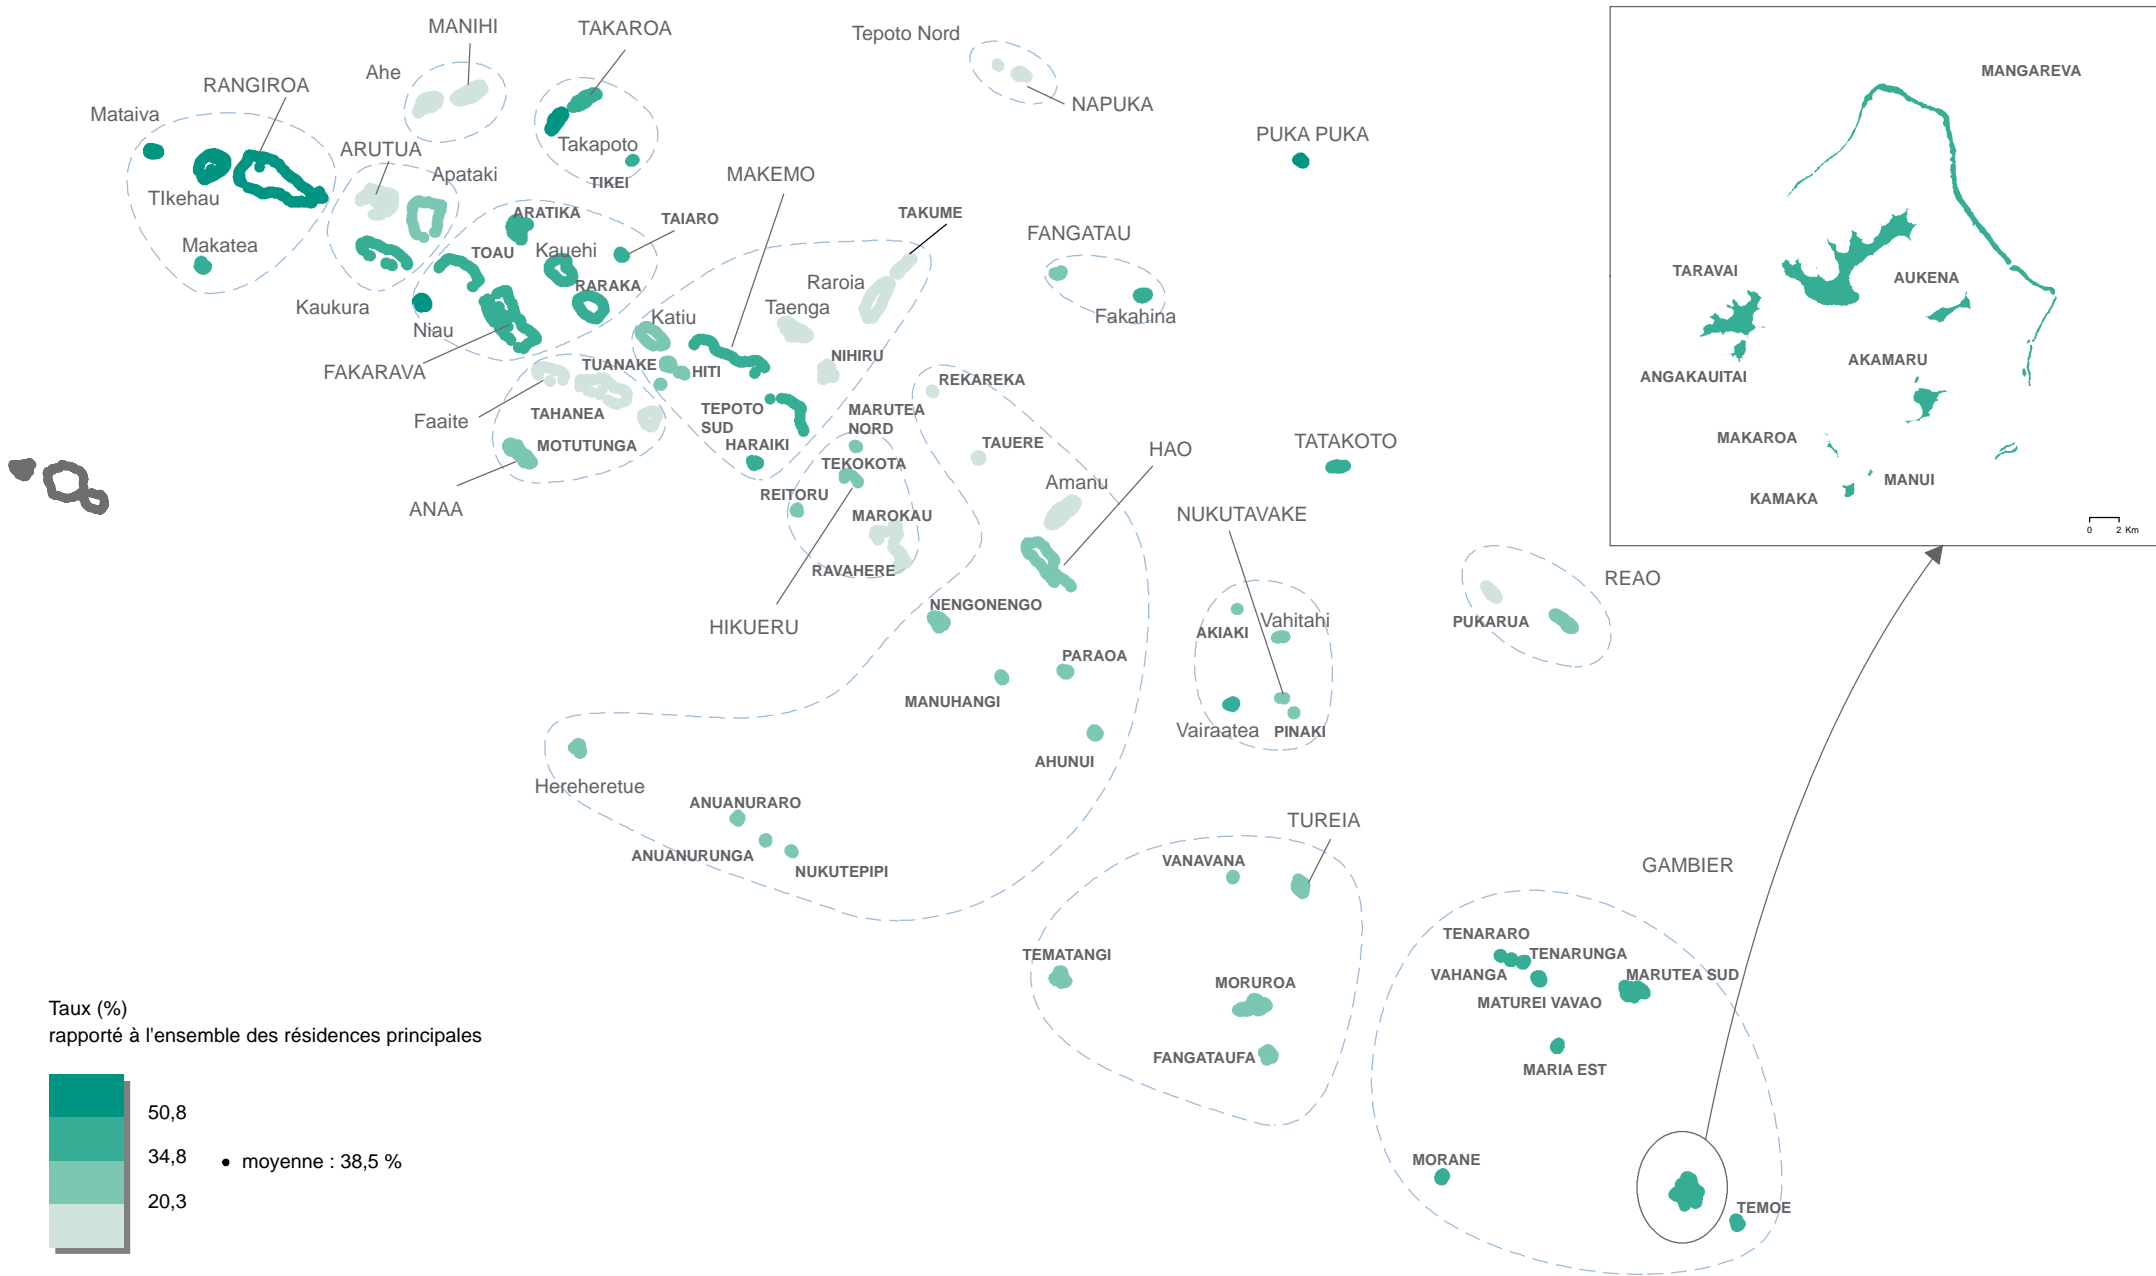 MANIHI
TAKAROA
Tepoto Nord
Ahe
RANGIROA
NAPUKA
Mataiva
ARUTUA
Takapoto
PUKA PUKA
Apataki
MAKEMO
TIKEI
TIkehau
ARATIKA
TAIARO
TAKUME
Makatea
TOAU
Kauehi
FANGATAU
RARAKA
Raroia
Kaukura
Taenga
Niau
Katiu
Fakahina
FAKARAVA
TUANAKE
HITI
NIHIRU
REKAREKA
Faaite
TAHANEA
TEPOTO
SUD
MARUTEA
NORD
MOTUTUNGA
HARAIKI
TAUERE
HAO
TATAKOTO
TEKOKOTA
ANAA
REITORU
Amanu
MAROKAU
NUKUTAVAKE
RAVAHERE
REAO
NENGONENGO
HIKUERU
AKIAKI
Vahitahi
PUKARUA
PARAOA
MANUHANGI
Vairaatea
PINAKI
AHUNUI
Hereheretue
ANUANURARO
ANUANURUNGA
NUKUTEPIPI
TUREIA
VANAVANA
GAMBIER
TENARARO
TENARUNGA
TEMATANGI
VAHANGA
MARUTEA SUD
MORUROA
MATUREI VAVAO
FANGATAUFA
MARIA EST
MORANE
TEMOE
MANGAREVA
TARAVAI
AUKENA
AKAMARU
ANGAKAUITAI
MAKAROA
MANUI
KAMAKA
0 2 Km
Taux (%)
rapporté à l'ensemble des résidences principales
50,8
34,8
• moyenne : 38,5 %
20,3